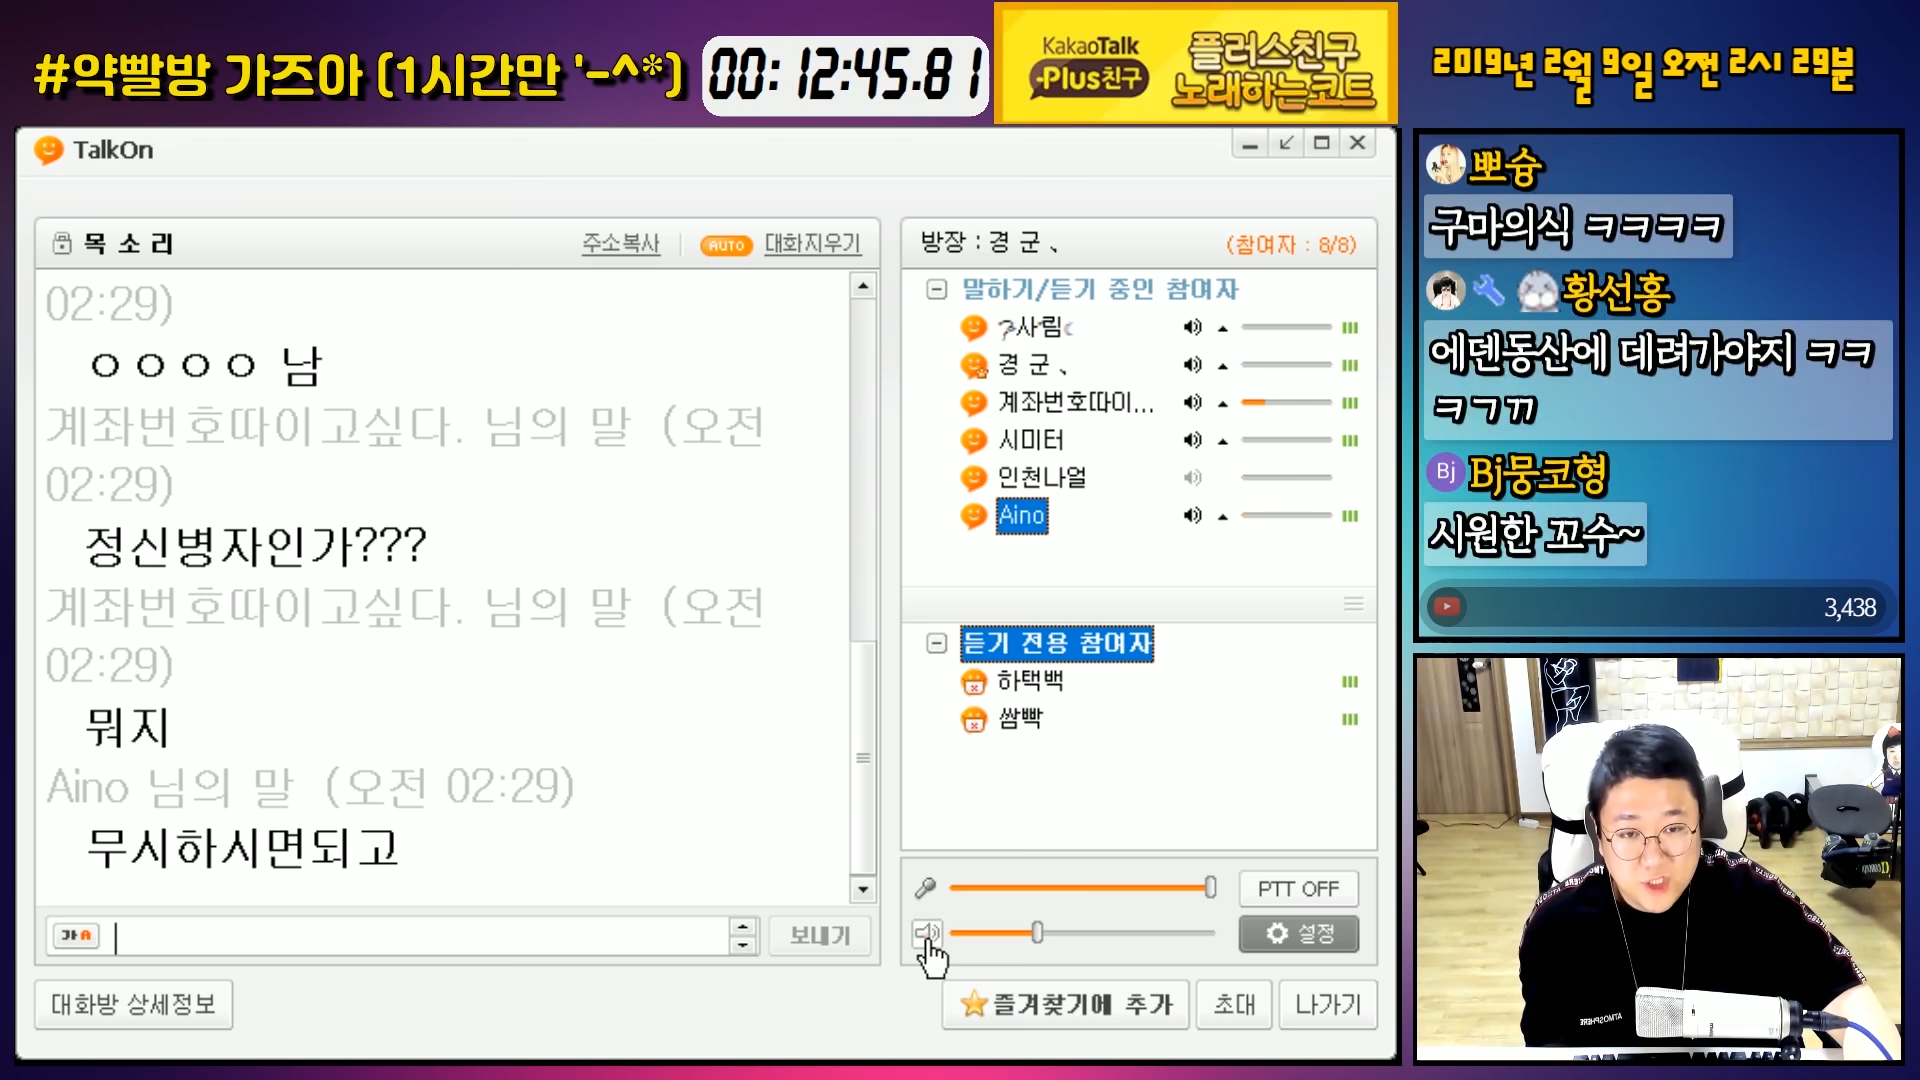 #약빨방 가즈아 (1시간만 '-^*)
00:12:45.81
KakaoTalk
Plus친구
플러스친구
노래하는코트
2019년 2월 9일 오전 2시 29분
TalkOn
목 소 리
주소복사
AUTO
대화지우기
02:29)
ㅇㅇㅇㅇ 남
계좌번호따이고싶다. 님의 말 (오전
02:29)
정신병자인가???
계좌번호따이고싶다. 님의 말 (오전
02:29)
뭐지
Aino 님의 말 (오전 02:29)
무시하시면되고
가A
보내기
대화방 상세정보
방장 : 경 군 、
(참여자 : 8/8)
말하기/듣기 중인 참여자
?사림☾
경 군 、
계좌번호따이...
시미터
인천나얼
Aino
듣기 전용 참여자
하택백
쌈빡
PTT OFF
설정
즐겨찾기에 추가
초대
나가기
뽀슝
구마의식 ㅋㅋㅋㅋ
황선홍
에덴동산에 데려가야지 ㅋㅋ
ㅋㄱㄲ
Bj
Bj뭉코형
시원한 꼬수~
3,438
ATMOSPHERE